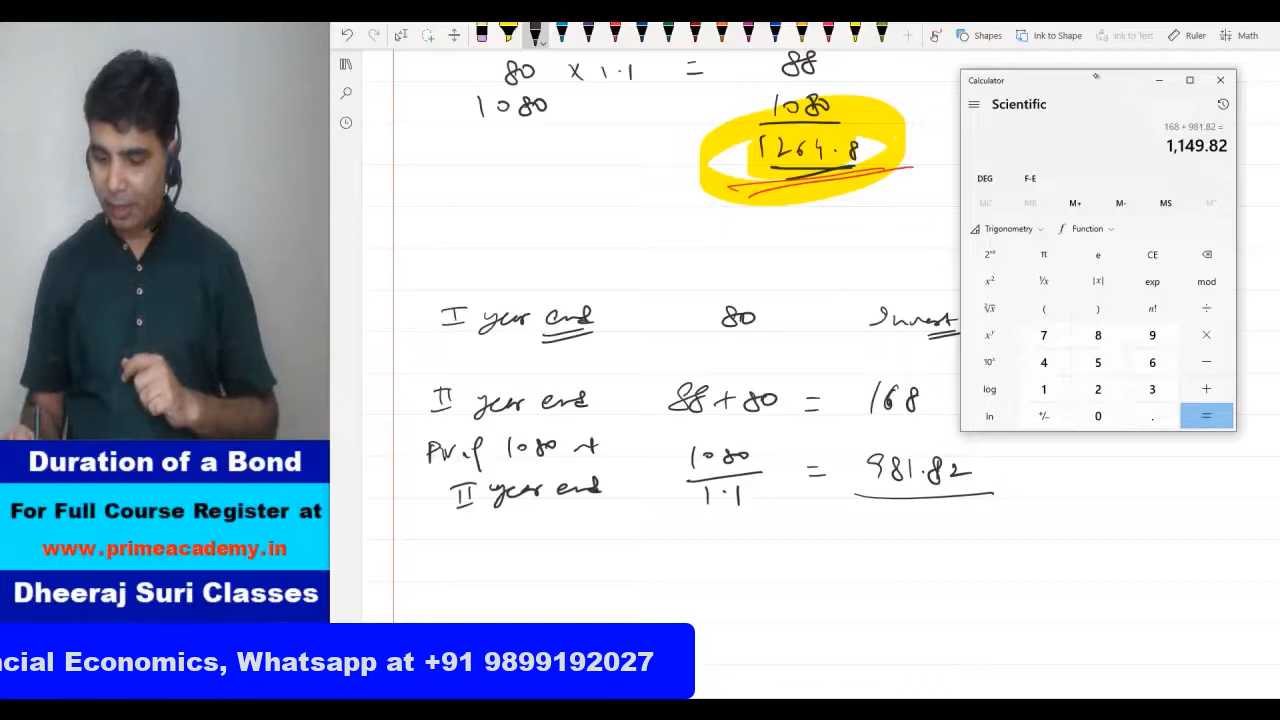 Shapes Ink to Shape Ink to Text Ruler Math
80 x 1.1 = 88
1080 1080
1264.8
Calculator
Scientific
168 + 981.82 =
1,149.82
DEG F-E
MC MR M+ M- MS
Trigonometry Function
2ⁿᵈ π e CE
x² ¹/x |x| exp mod
²√x ( ) n! ÷
xʸ 7 8 9 ×
10ˣ 4 5 6 −
log 1 2 3 +
ln +/− 0 . =
I year end 80 Invest
II year end 88 + 80 = 168
PV of 1080 at
II year end 1080 / 1.1 = 981.82
Duration of a Bond
For Full Course Register at
www.primeacademy.in
Dheeraj Suri Classes
ncial Economics, Whatsapp at +91 9899192027